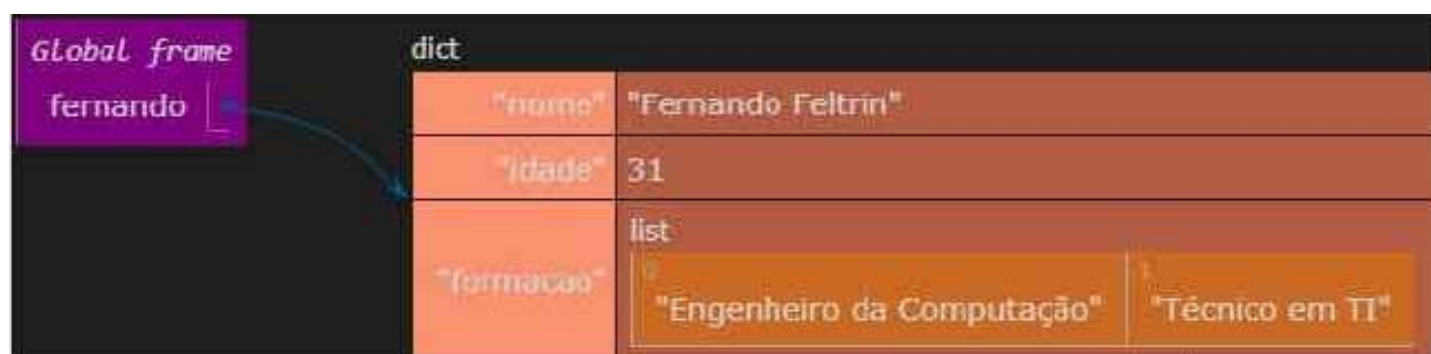 Global frame
dict
fernando
"nome" "Fernando Feltrin"
"idade" 31
list
"formacao"
0 1
"Engenheiro da Computação" "Técnico em TI"